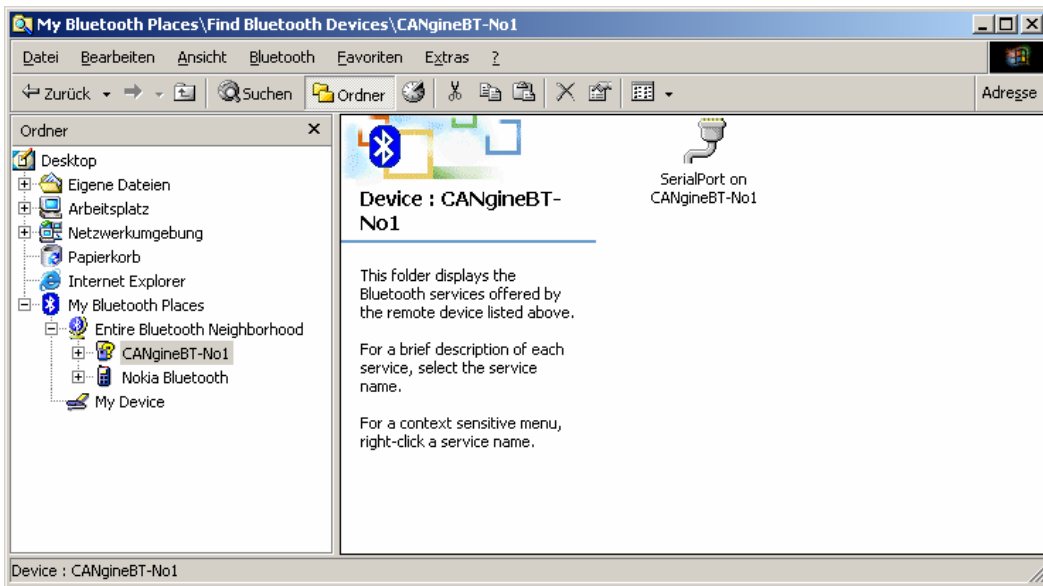 My Bluetooth Places\Find Bluetooth Devices\CANgineBT-No1
Datei Bearbeiten Ansicht Bluetooth Favoriten Extras ?
Zurück Suchen Ordner Adresse
Ordner
Desktop
Eigene Dateien
Arbeitsplatz
Netzwerkumgebung
Papierkorb
Internet Explorer
My Bluetooth Places
Entire Bluetooth Neighborhood
CANgineBT-No1
Nokia Bluetooth
My Device
Device : CANgineBT-
No1
This folder displays the
Bluetooth services offered by
the remote device listed above.
For a brief description of each
service, select the service
name.
For a context sensitive menu,
right-click a service name.
SerialPort on
CANgineBT-No1
Device : CANgineBT-No1